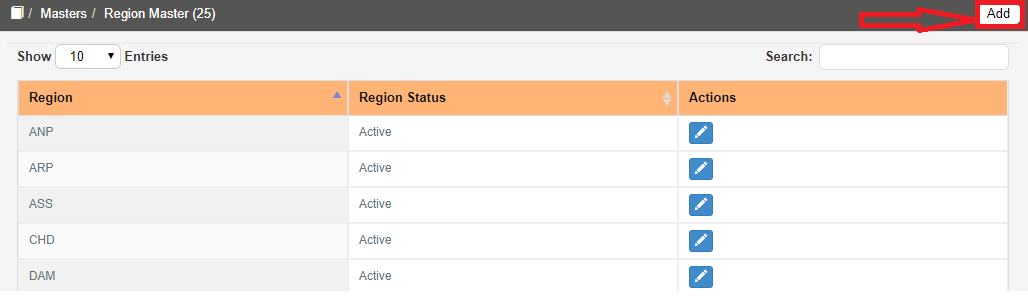 / Masters / Region Master (25) Add
Show 10 Entries Search:
Region Region Status Actions
ANP Active
ARP Active
ASS Active
CHD Active
DAM Active